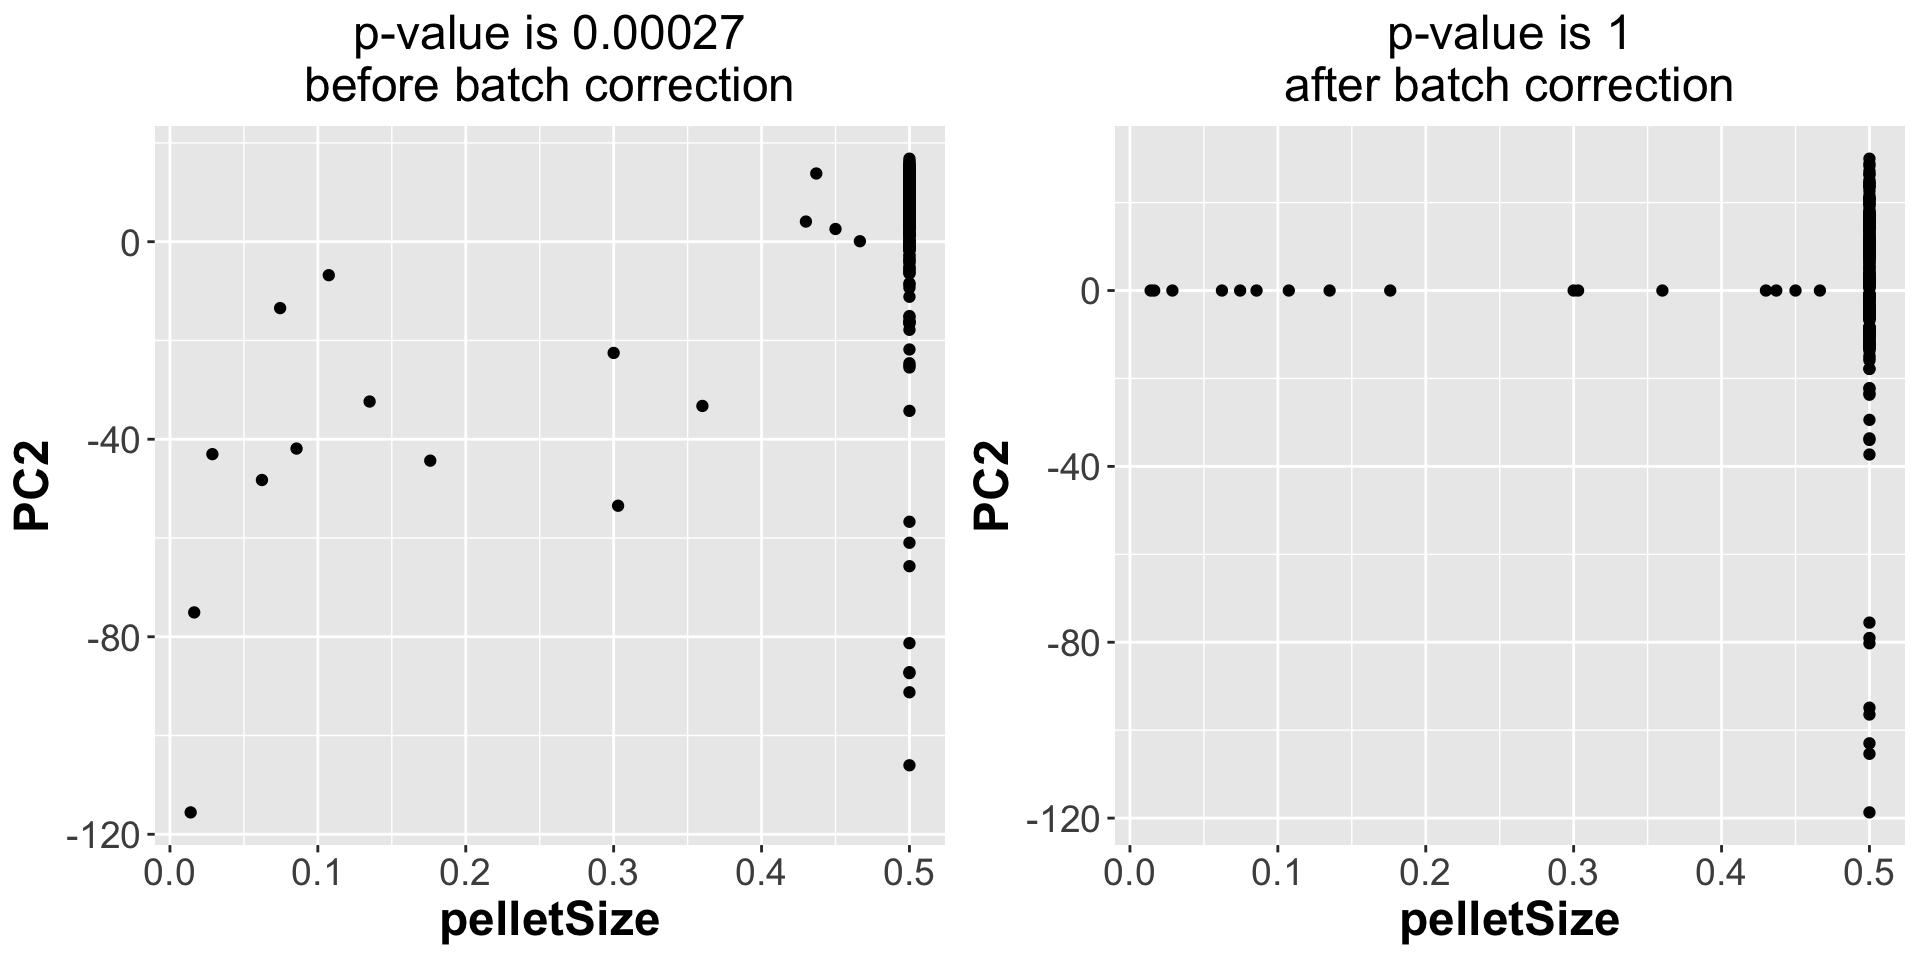 p-value is 0.00027
before batch correction
PC2
0
-40
-80
-120
0.0 0.1 0.2 0.3 0.4 0.5
pelletSize
p-value is 1
after batch correction
PC2
0
-40
-80
-120
0.0 0.1 0.2 0.3 0.4 0.5
pelletSize